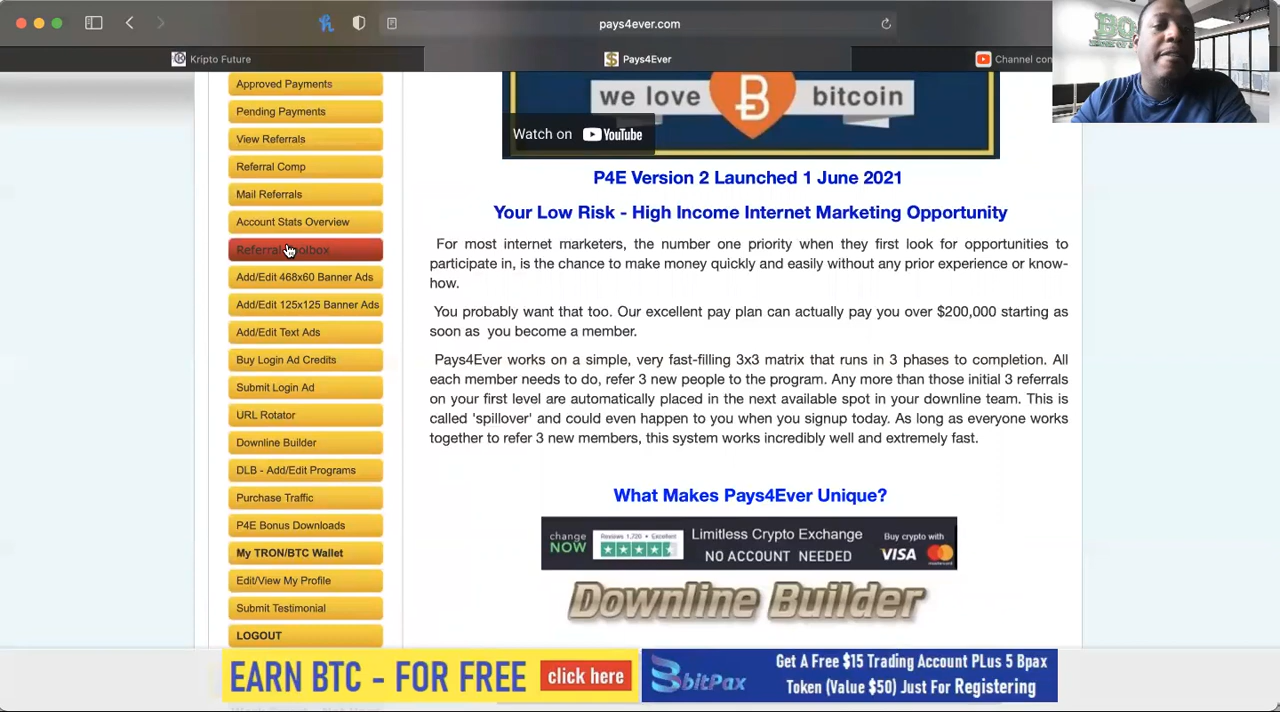 pays4ever.com
Kripto Future
Pays4Ever
Channel con
Approved Payments
Pending Payments
View Referrals
Referral Comp
Mail Referrals
Account Stats Overview
Referral Toolbox
Add/Edit 468x60 Banner Ads
Add/Edit 125x125 Banner Ads
Add/Edit Text Ads
Buy Login Ad Credits
Submit Login Ad
URL Rotator
Downline Builder
DLB - Add/Edit Programs
Purchase Traffic
P4E Bonus Downloads
My TRON/BTC Wallet
Edit/View My Profile
Submit Testimonial
LOGOUT
we love bitcoin
Watch on YouTube
P4E Version 2 Launched 1 June 2021
Your Low Risk - High Income Internet Marketing Opportunity
For most internet marketers, the number one priority when they first look for opportunities to
participate in, is the chance to make money quickly and easily without any prior experience or know-
how.
You probably want that too. Our excellent pay plan can actually pay you over $200,000 starting as
soon as you become a member.
Pays4Ever works on a simple, very fast-filling 3x3 matrix that runs in 3 phases to completion. All
each member needs to do, refer 3 new people to the program. Any more than those initial 3 referrals
on your first level are automatically placed in the next available spot in your downline team. This is
called 'spillover' and could even happen to you when you signup today. As long as everyone works
together to refer 3 new members, this system works incredibly well and extremely fast.
What Makes Pays4Ever Unique?
change
NOW
Reviews 1,720 • Excellent
Limitless Crypto Exchange
NO ACCOUNT NEEDED
Buy crypto with
VISA
Downline Builder
EARN BTC - FOR FREE
click here
bitPax
Get A Free $15 Trading Account PLus 5 Bpax
Token (Value $50) Just For Registering